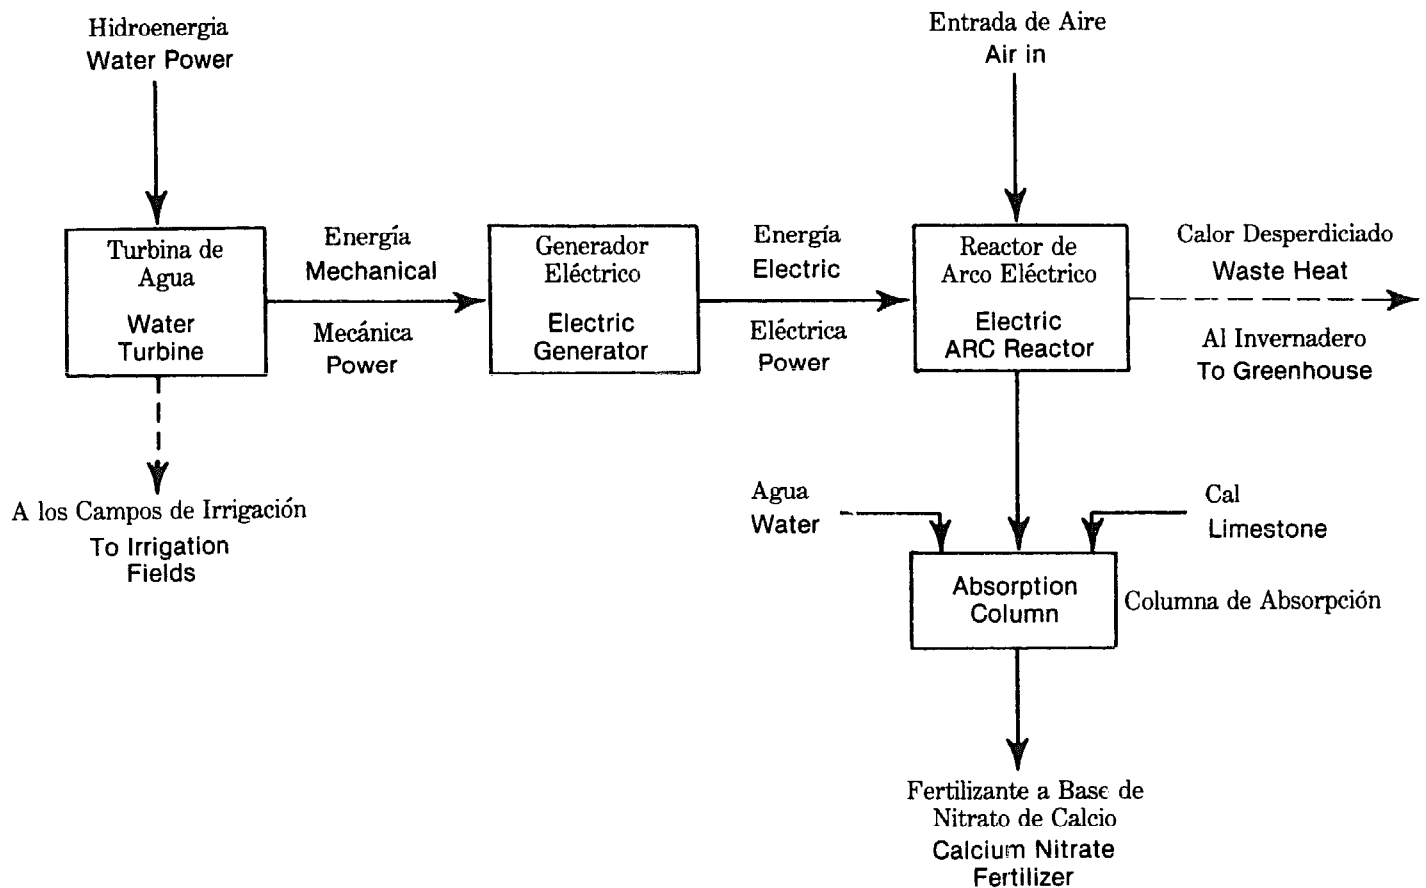 Hidroenergia
Water Power
Entrada de Aire
Air in
Turbina de
Agua
Water
Turbine
Energía
Mechanical
Mecánica
Power
Generador
Eléctrico
Electric
Generator
Energía
Electric
Eléctrica
Power
Reactor de
Arco Eléctrico
Electric
ARC Reactor
Calor Desperdiciado
Waste Heat
Al Invernadero
To Greenhouse
A los Campos de Irrigación
To Irrigation
Fields
Agua
Water
Cal
Limestone
Absorption
Column
Columna de Absorpción
Fertilizante a Base de
Nitrato de Calcio
Calcium Nitrate
Fertilizer